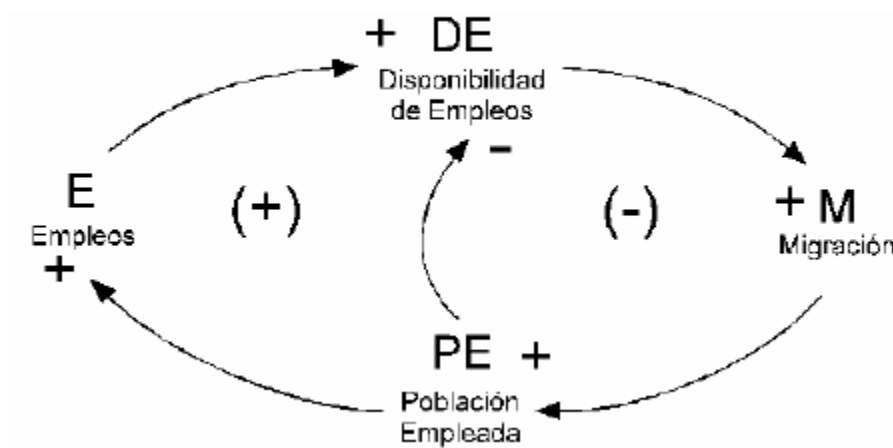 + DE
Disponibilidad
de Empleos
-
E
Empleos
+
(+)
(-)
+ M
Migración
PE +
Población
Empleada